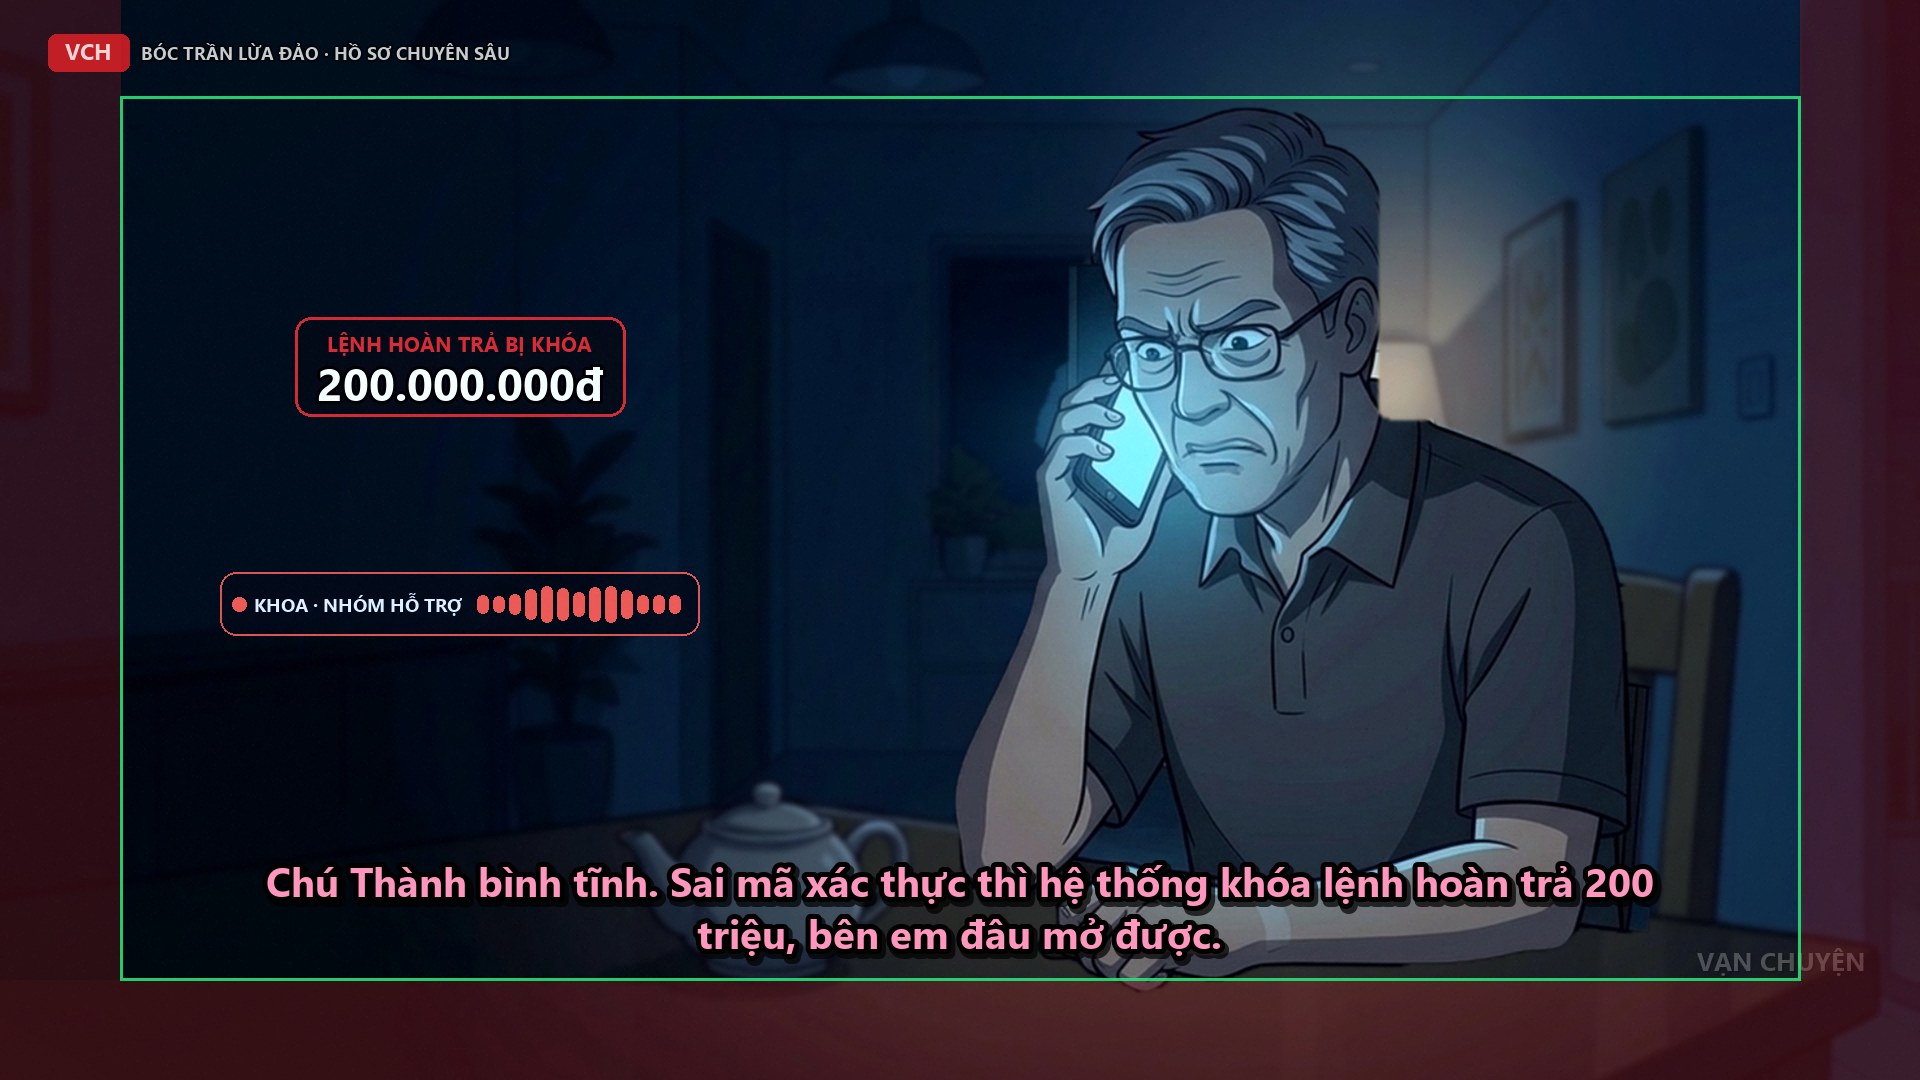 VCH BÓC TRẦN LỪA ĐẢO · HỒ SƠ CHUYÊN SÂU
LỆNH HOÀN TRẢ BỊ KHÓA
200.000.000đ
KHOA · NHÓM HỖ TRỢ
Chú Thành bình tĩnh. Sai mã xác thực thì hệ thống khóa lệnh hoàn trả 200
triệu, bên em đâu mở được.
VẠN CHUYỆN